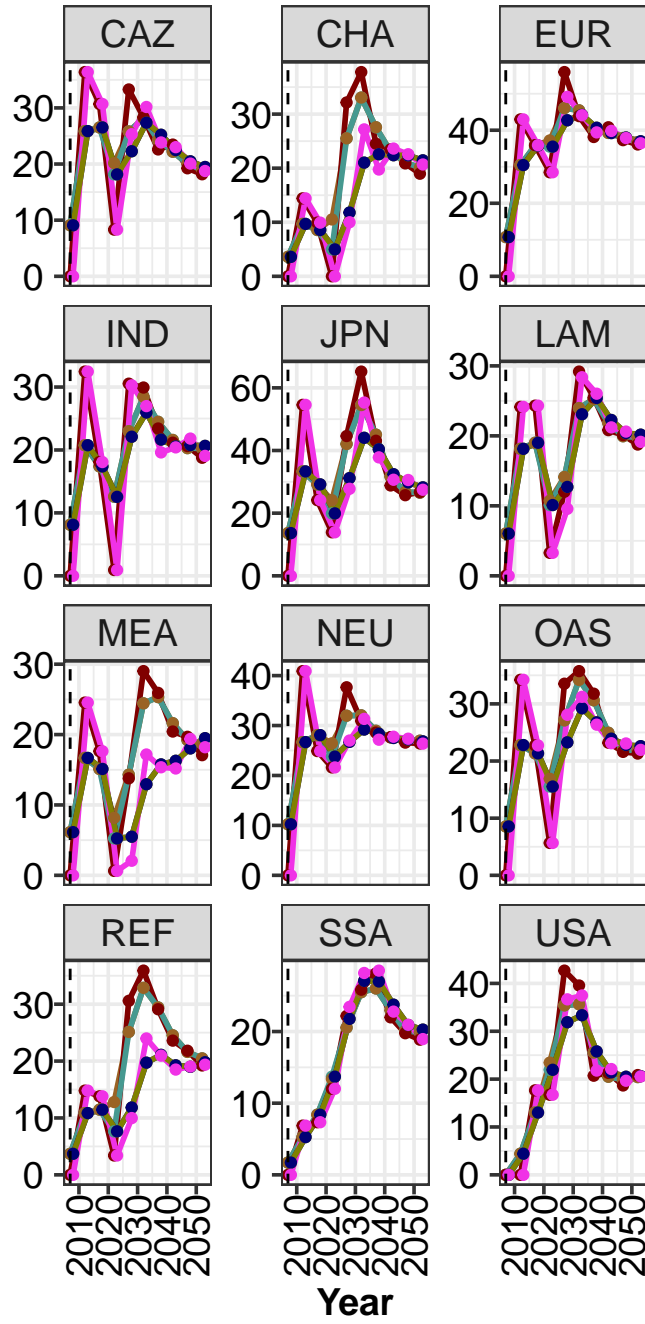 CAZ CHA EUR
30 30 40
20 20 20
10 10 0
0 0
IND JPN LAM
30 60 30
20 40 20
10 20 10
0 0 0
MEA NEU OAS
30 40 30
20 30 20
10 20 10
0 10 0
0
REF SSA USA
30 20 40
20 10 30
10 0 20
0 10
0
2010 2020 2030 2040 2050 2010 2020 2030 2040 2050 2010 2020 2030 2040 2050
Year